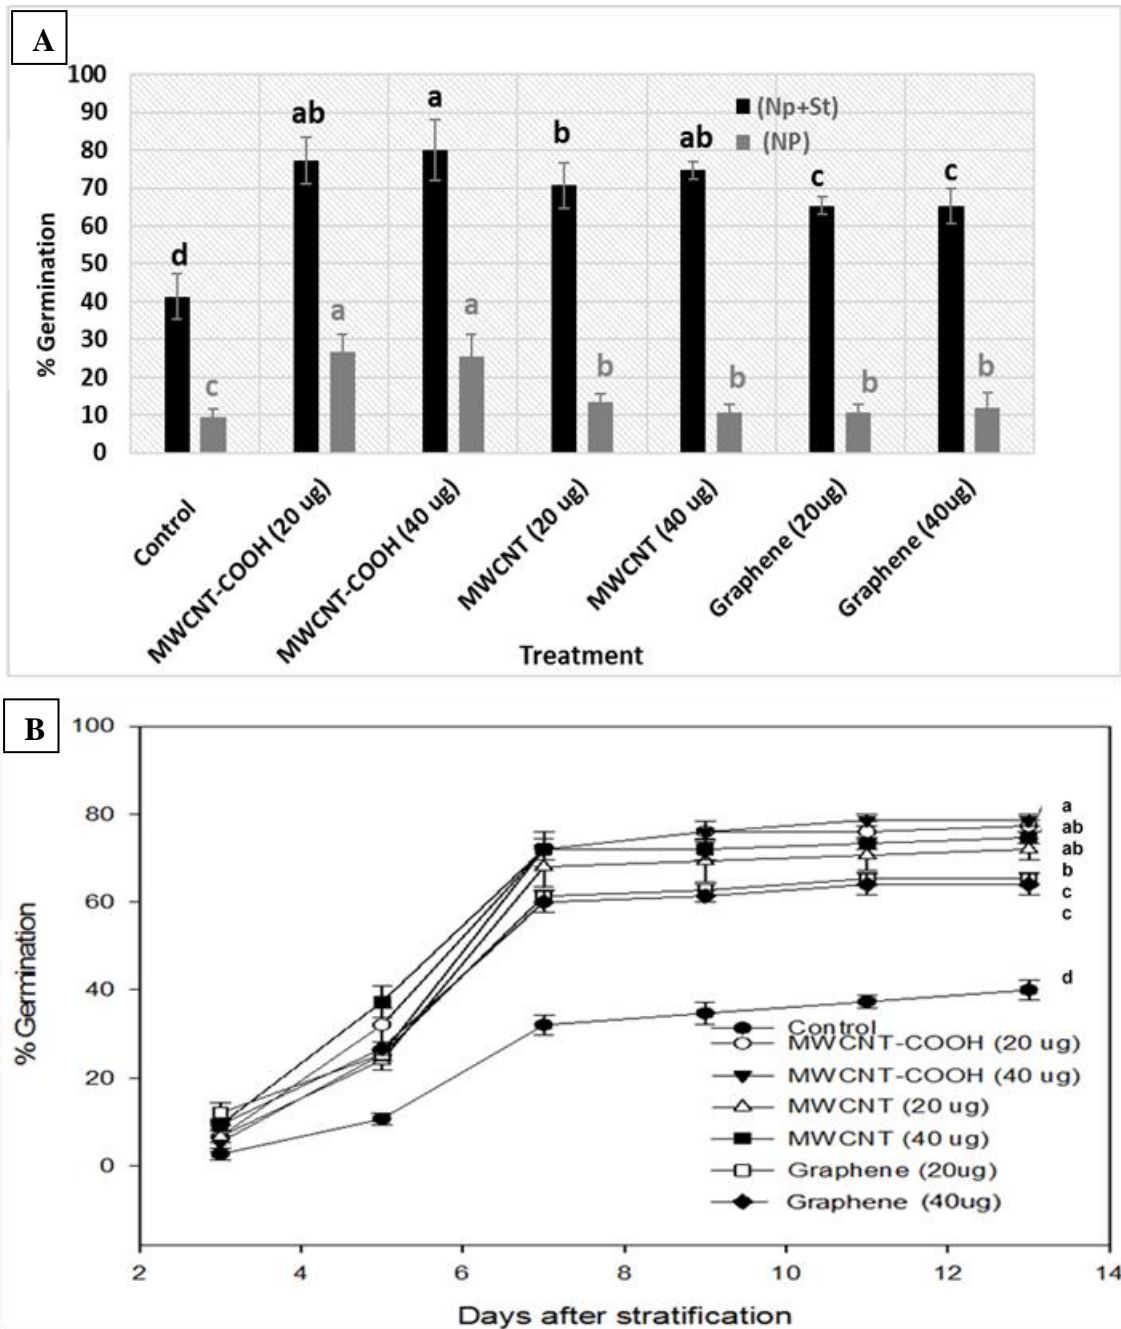 A
100
90
80
70
60
50
40
30
20
10
0
% Germination
(Np+St)
(NP)
d
c
ab
a
a
a
b
b
ab
b
c
b
c
b
Control
MWCNT-COOH (20 ug)
MWCNT-COOH (40 ug)
MWCNT (20 ug)
MWCNT (40 ug)
Graphene (20ug)
Graphene (40ug)
Treatment
B
100
80
60
40
20
0
% Germination
a
ab
ab
b
c
c
d
Control
MWCNT-COOH (20 ug)
MWCNT-COOH (40 ug)
MWCNT (20 ug)
MWCNT (40 ug)
Graphene (20ug)
Graphene (40ug)
2 4 6 8 10 12 14
Days after stratification